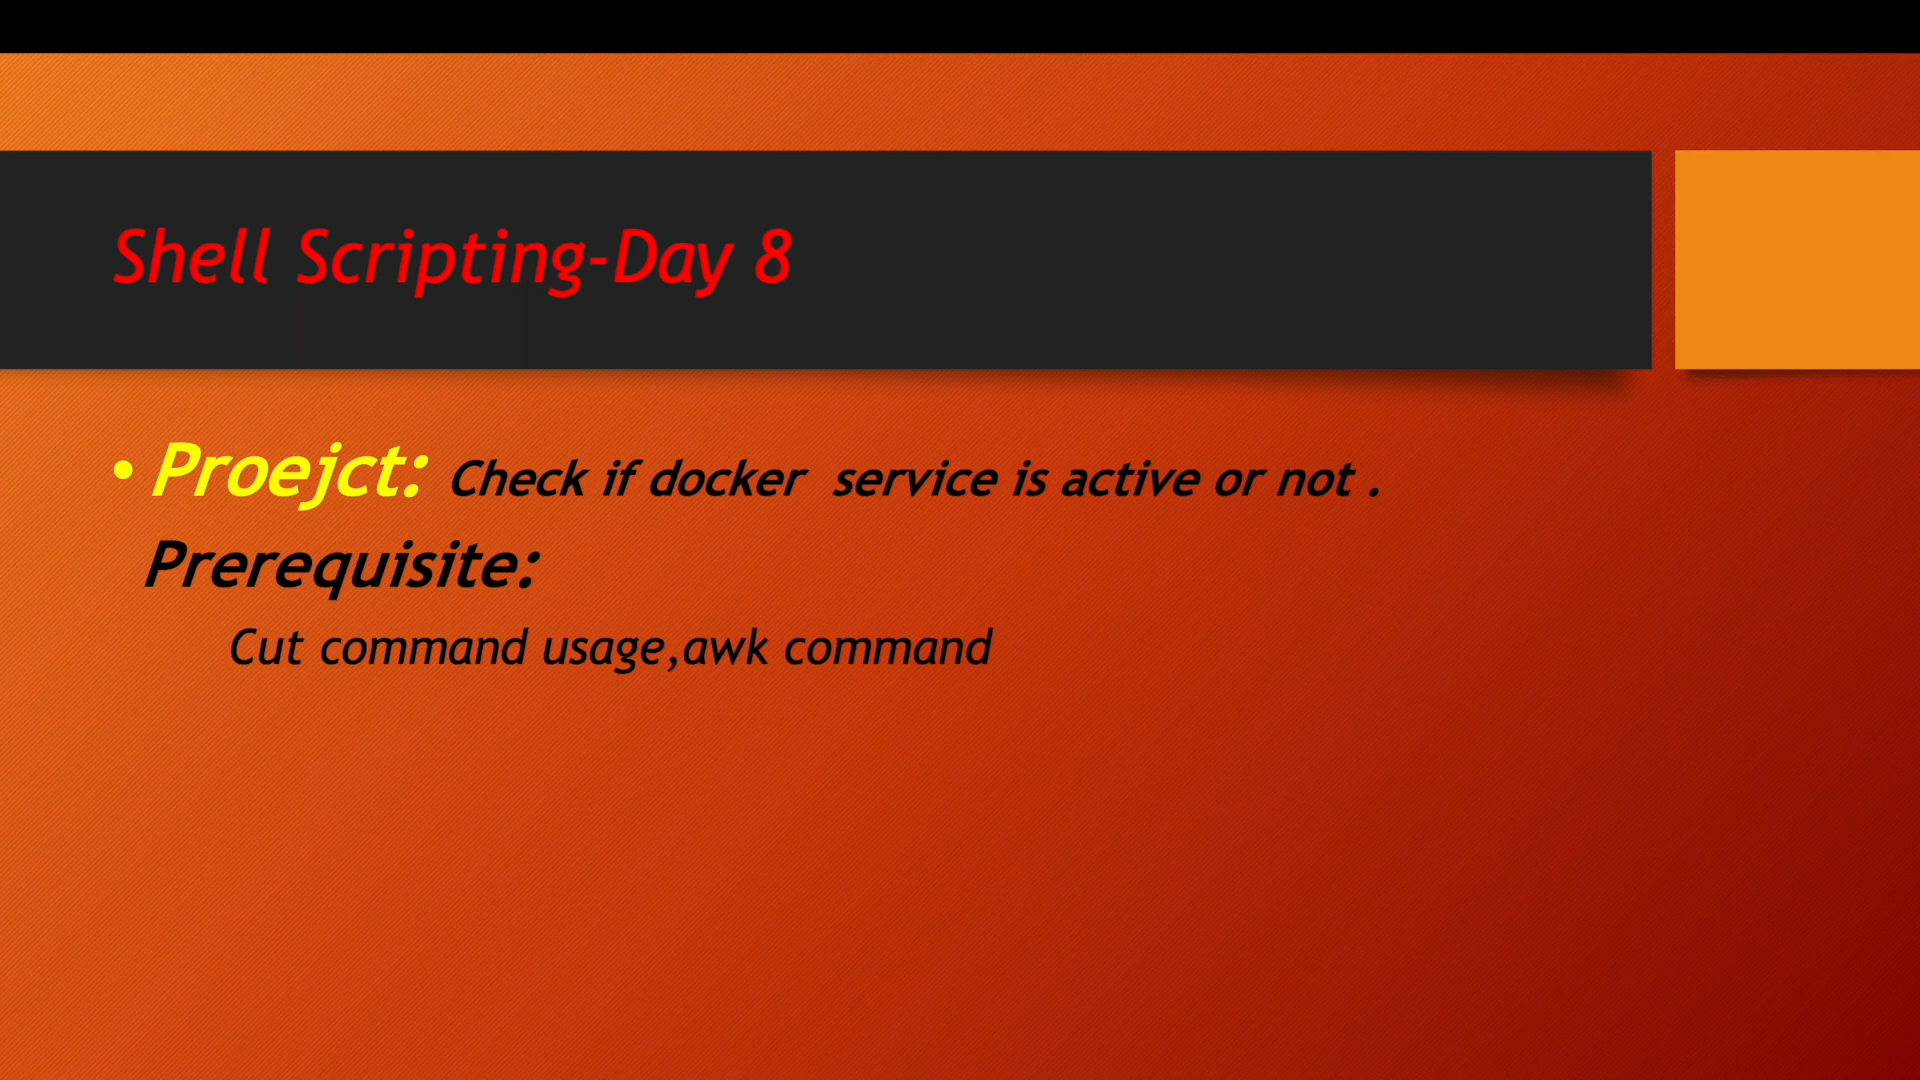 Shell Scripting-Day 8
• Proejct: Check if docker  service is active or not .
Prerequisite:
Cut command usage,awk command